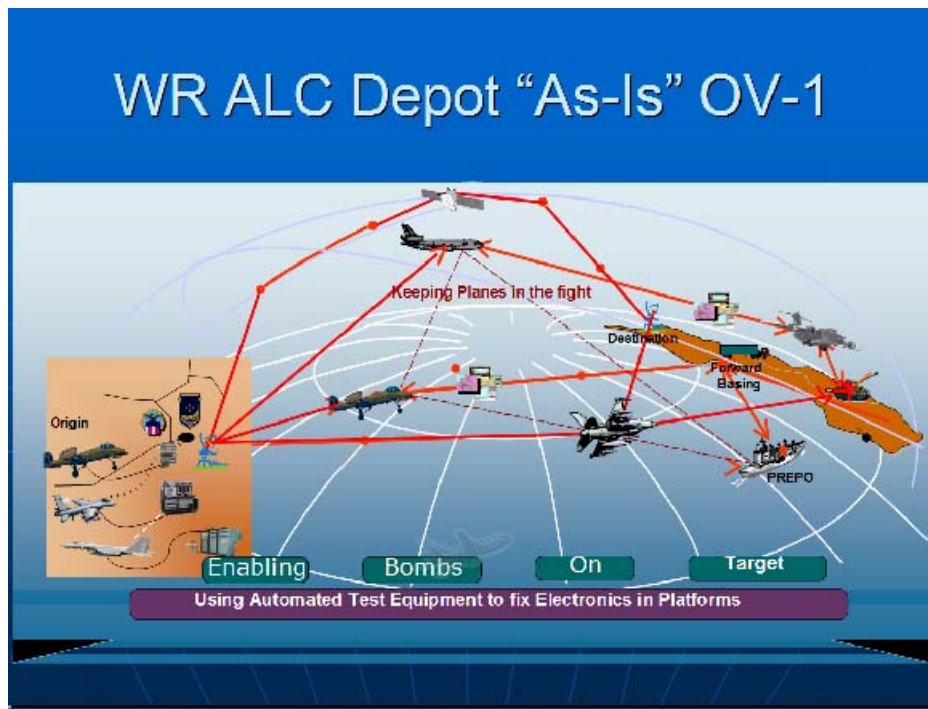 WR ALC Depot “As-Is” OV-1
Keeping Planes in the fight
Destination
Forward
Basing
Origin
PREPO
Enabling Bombs On Target
Using Automated Test Equipment to fix Electronics in Platforms